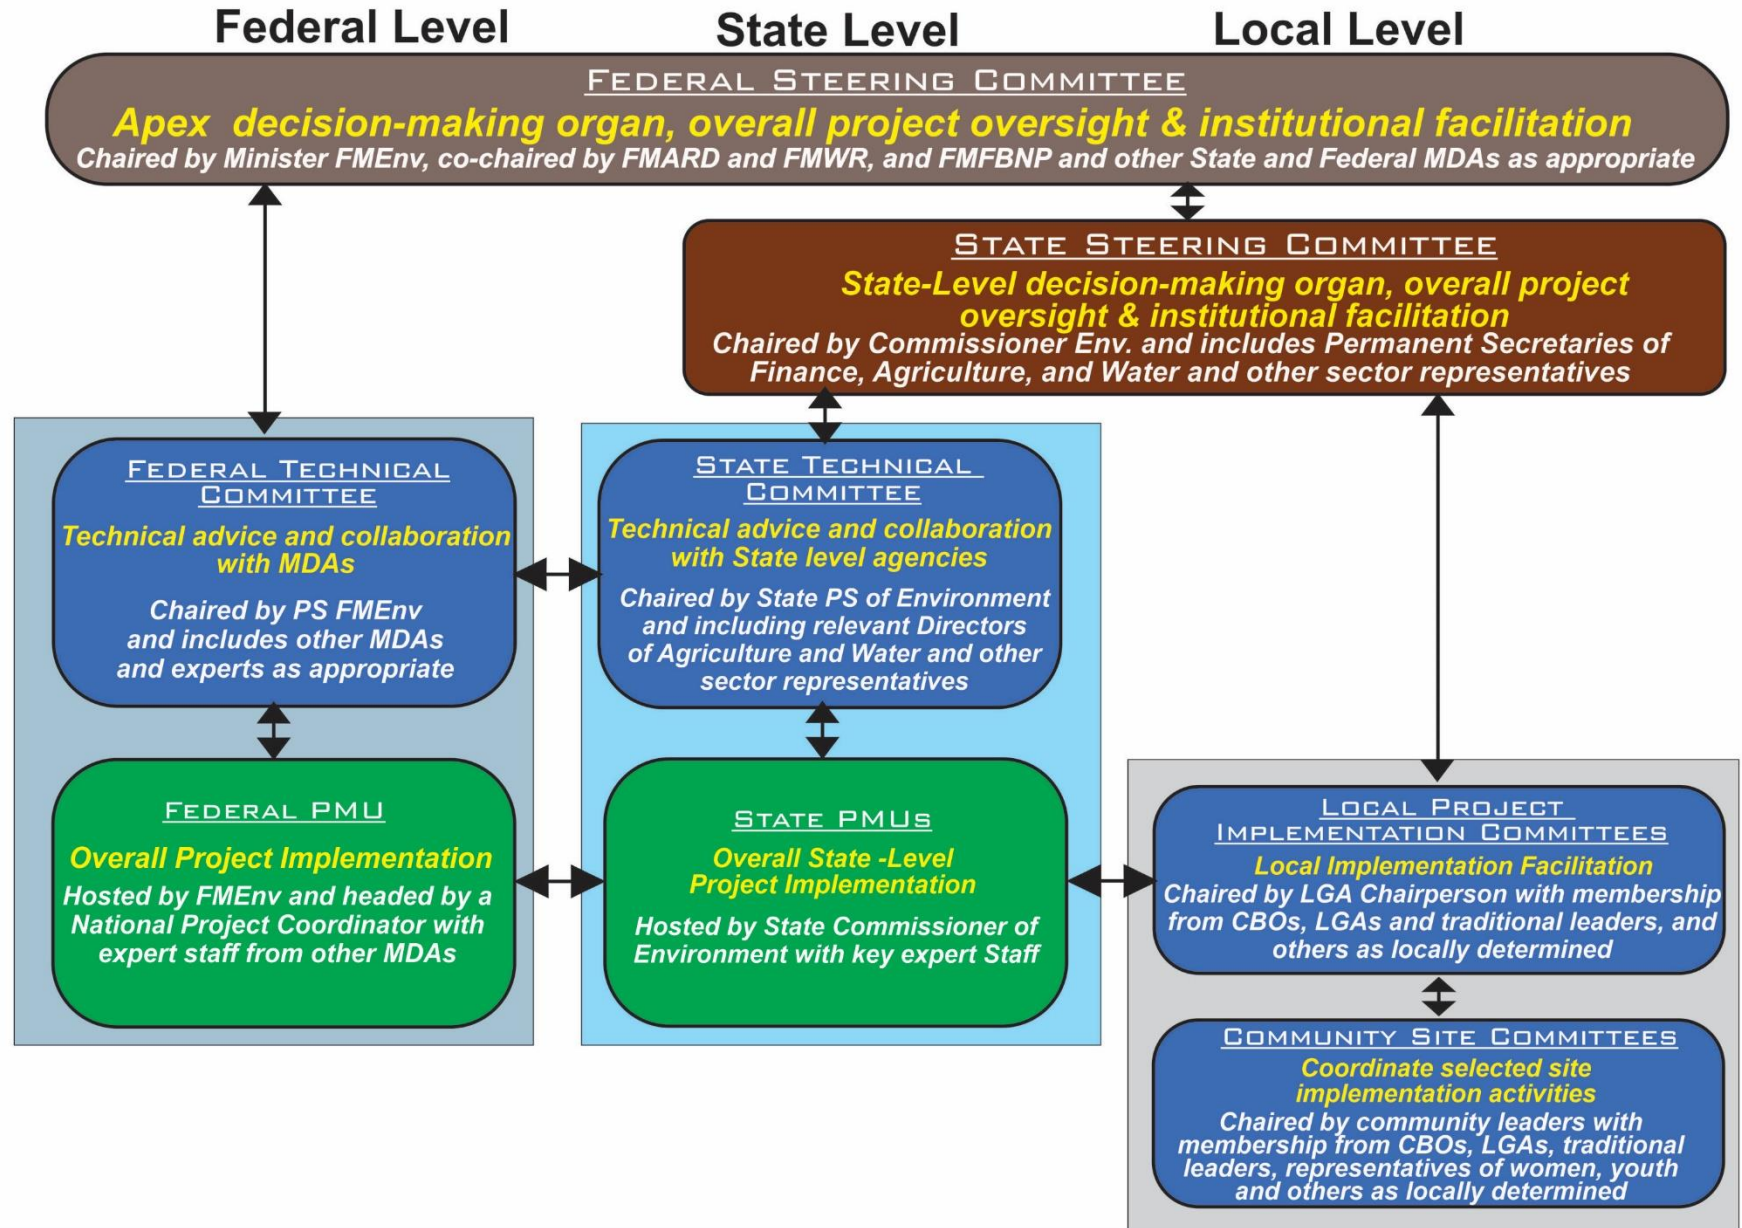 Federal Level
State Level
Local Level
FEDERAL STEERING COMMITTEE
Apex decision-making organ, overall project oversight & institutional facilitation
Chaired by Minister FMEnv, co-chaired by FMARD and FMWR, and FMFBNP and other State and Federal MDAs as appropriate
STATE STEERING COMMITTEE
State-Level decision-making organ, overall project
oversight & institutional facilitation
Chaired by Commissioner Env. and includes Permanent Secretaries of
Finance, Agriculture, and Water and other sector representatives
FEDERAL TECHNICAL
COMMITTEE
Technical advice and collaboration
with MDAs
Chaired by PS FMEnv
and includes other MDAs
and experts as appropriate
STATE TECHNICAL
COMMITTEE
Technical advice and collaboration
with State level agencies
Chaired by State PS of Environment
and including relevant Directors
of Agriculture and Water and other
sector representatives
FEDERAL PMU
Overall Project Implementation
Hosted by FMEnv and headed by a
National Project Coordinator with
expert staff from other MDAs
STATE PMUS
Overall State -Level
Project Implementation
Hosted by State Commissioner of
Environment with key expert Staff
LOCAL PROJECT
IMPLEMENTATION COMMITTEES
Local Implementation Facilitation
Chaired by LGA Chairperson with membership
from CBOs, LGAs and traditional leaders, and
others as locally determined
COMMUNITY SITE COMMITTEES
Coordinate selected site
implementation activities
Chaired by community leaders with
membership from CBOs, LGAs, traditional
leaders, representatives of women, youth
and others as locally determined